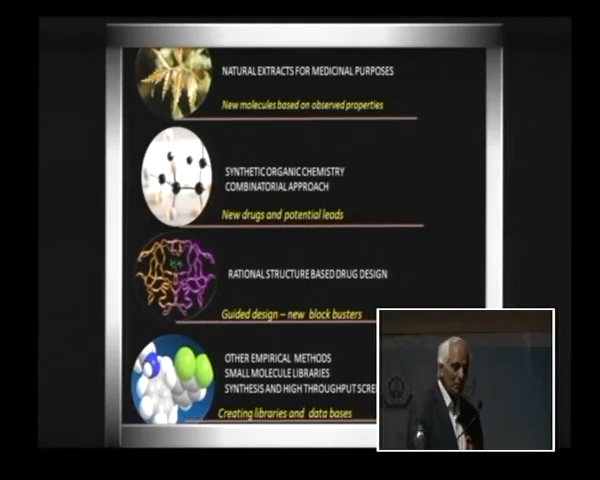 NATURAL EXTRACTS FOR MEDICINAL PURPOSES
New molecules based on observed properties
SYNTHETIC ORGANIC CHEMISTRY
COMBINATORIAL APPROACH
New drugs and potential leads
RATIONAL STRUCTURE BASED DRUG DESIGN
Guided design – new block busters
OTHER EMPIRICAL METHODS
SMALL MOLECULE LIBRARIES
SYNTHESIS AND HIGH THROUGHPUT SCRE
Creating libraries and data bases